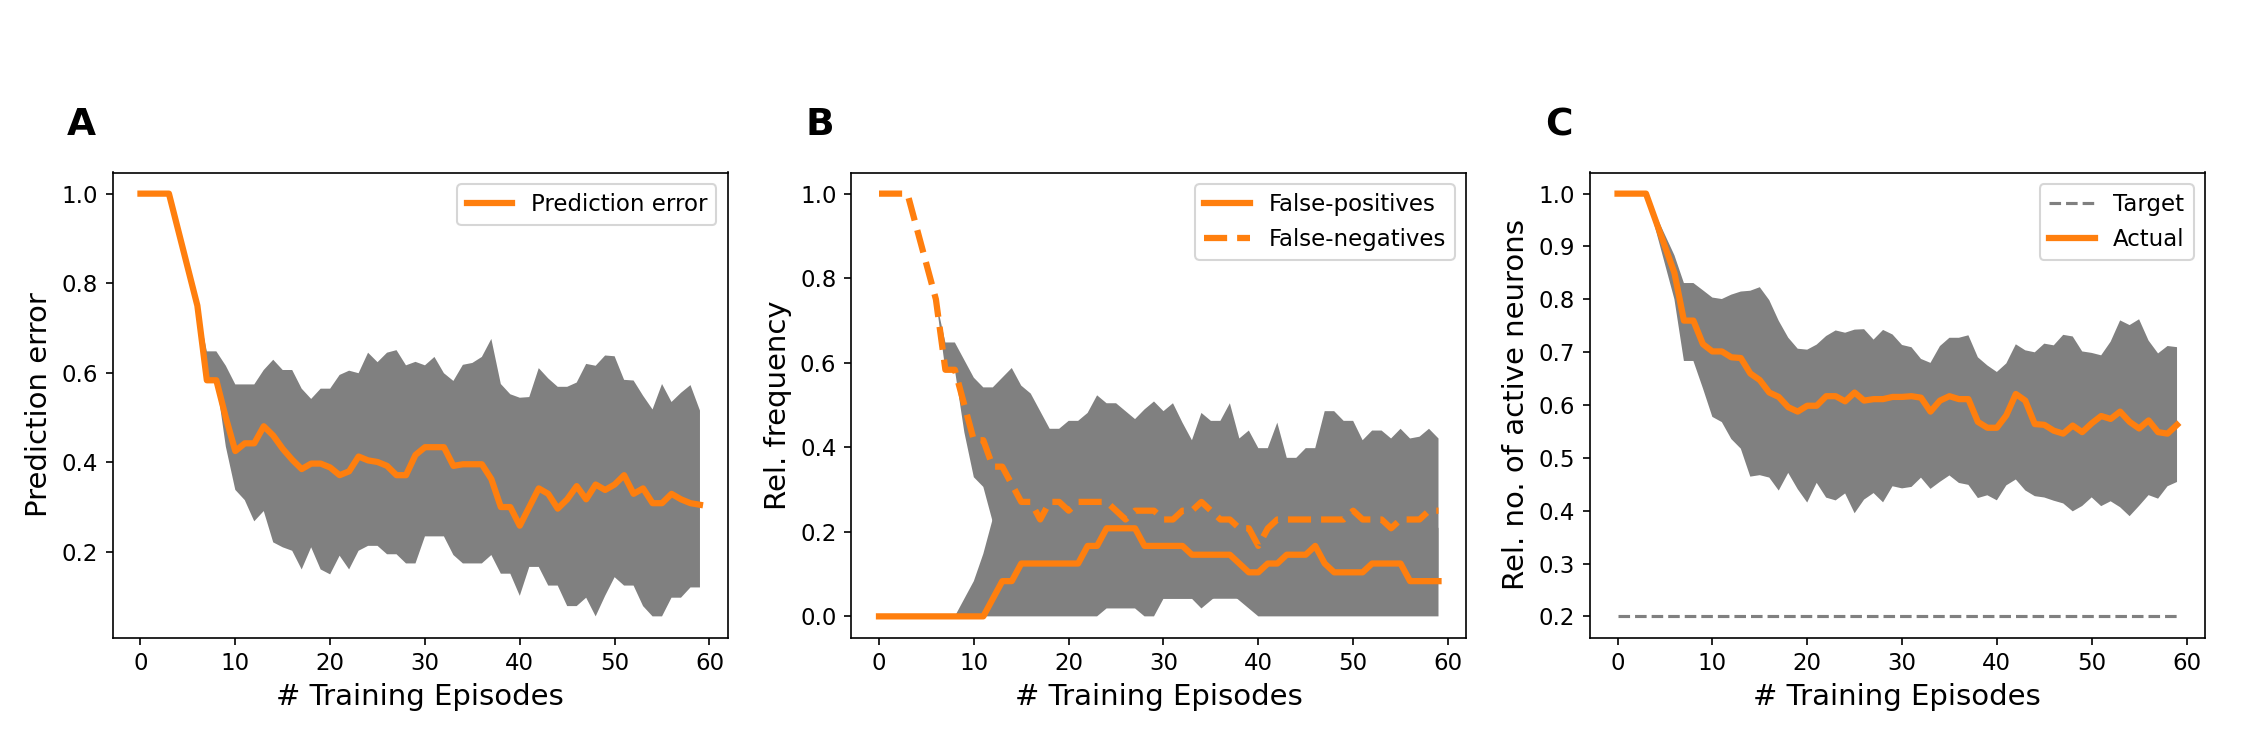 A
B
C
Prediction error
1.0
0.8
0.6
0.4
0.2
0
10
20
30
40
50
60
# Training Episodes
Prediction error
Rel. frequency
1.0
0.8
0.6
0.4
0.2
0.0
0
10
20
30
40
50
60
# Training Episodes
False-positives
False-negatives
Rel. no. of active neurons
1.0
0.9
0.8
0.7
0.6
0.5
0.4
0.3
0.2
0
10
20
30
40
50
60
# Training Episodes
Target
Actual